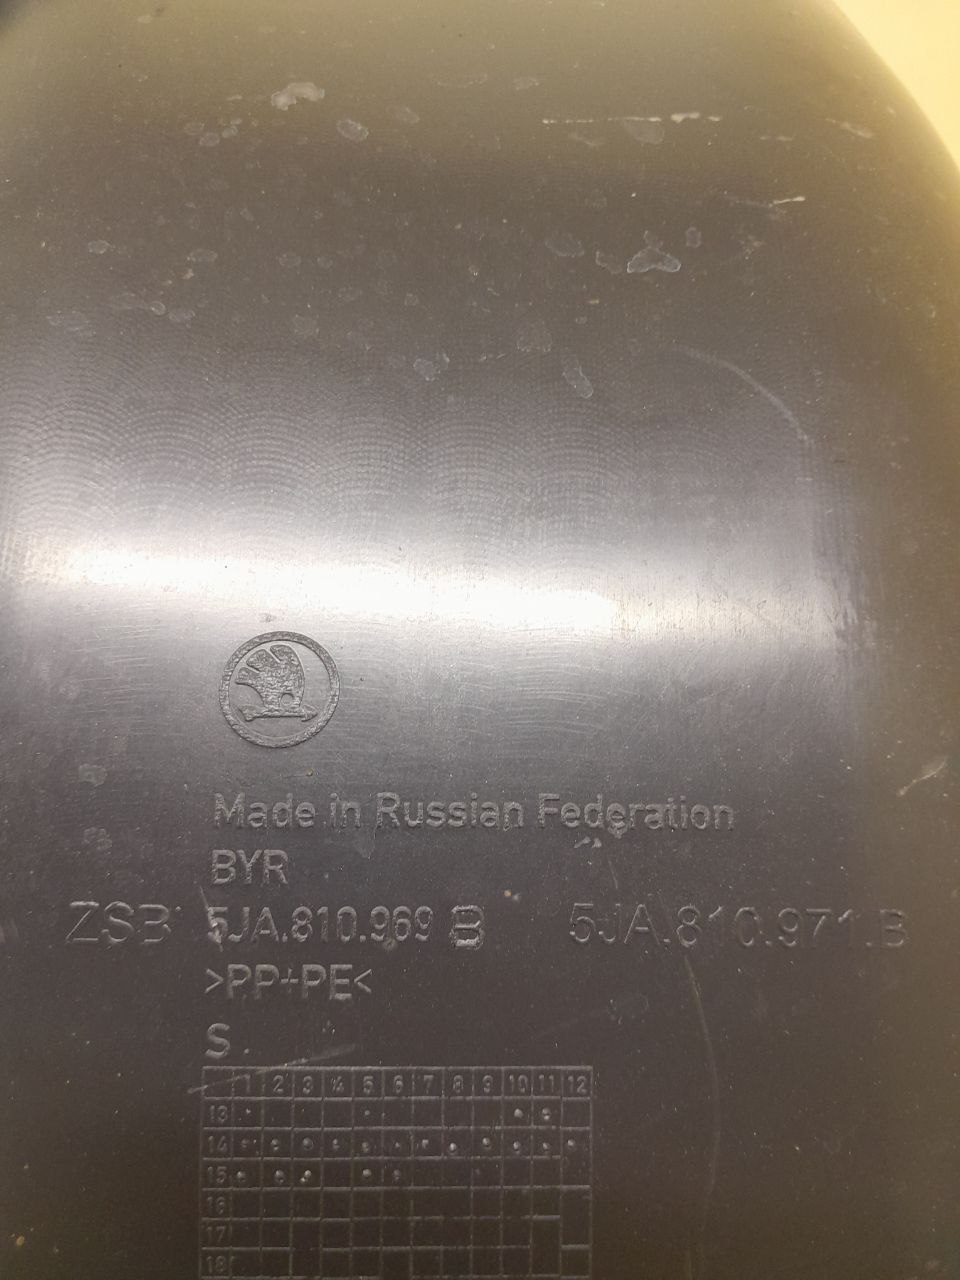 Made in Russian Federation
BYR
ZSB 5JA.810.969 B 5JA.810.971.B
>PP+PE<
S
1 2 3 4 5 6 7 8 9 10 11 12
13
14
15
16
17
18